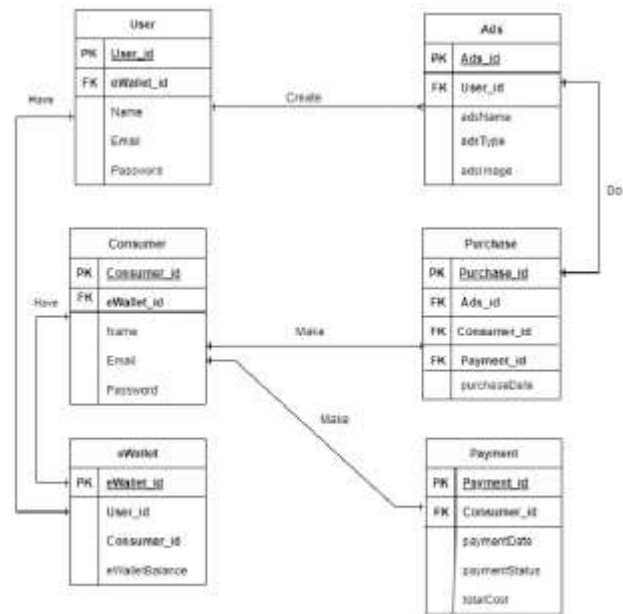 User
PK User_id
FK eWallet_id
Name
Email
Password
Ads
PK Ads_id
FK User_id
adsName
adsType
adsImage
Have
Create
Do
Consumer
PK Consumer_id
FK eWallet_id
Name
Email
Password
Purchase
PK Purchase_id
FK Ads_id
FK Consumer_id
FK Payment_id
purchaseDate
Have
Make
Make
eWallet
PK eWallet_id
User_id
Consumer_id
eWalletBalance
Payment
PK Payment_id
FK Consumer_id
paymentDate
paymentStatus
totalCost